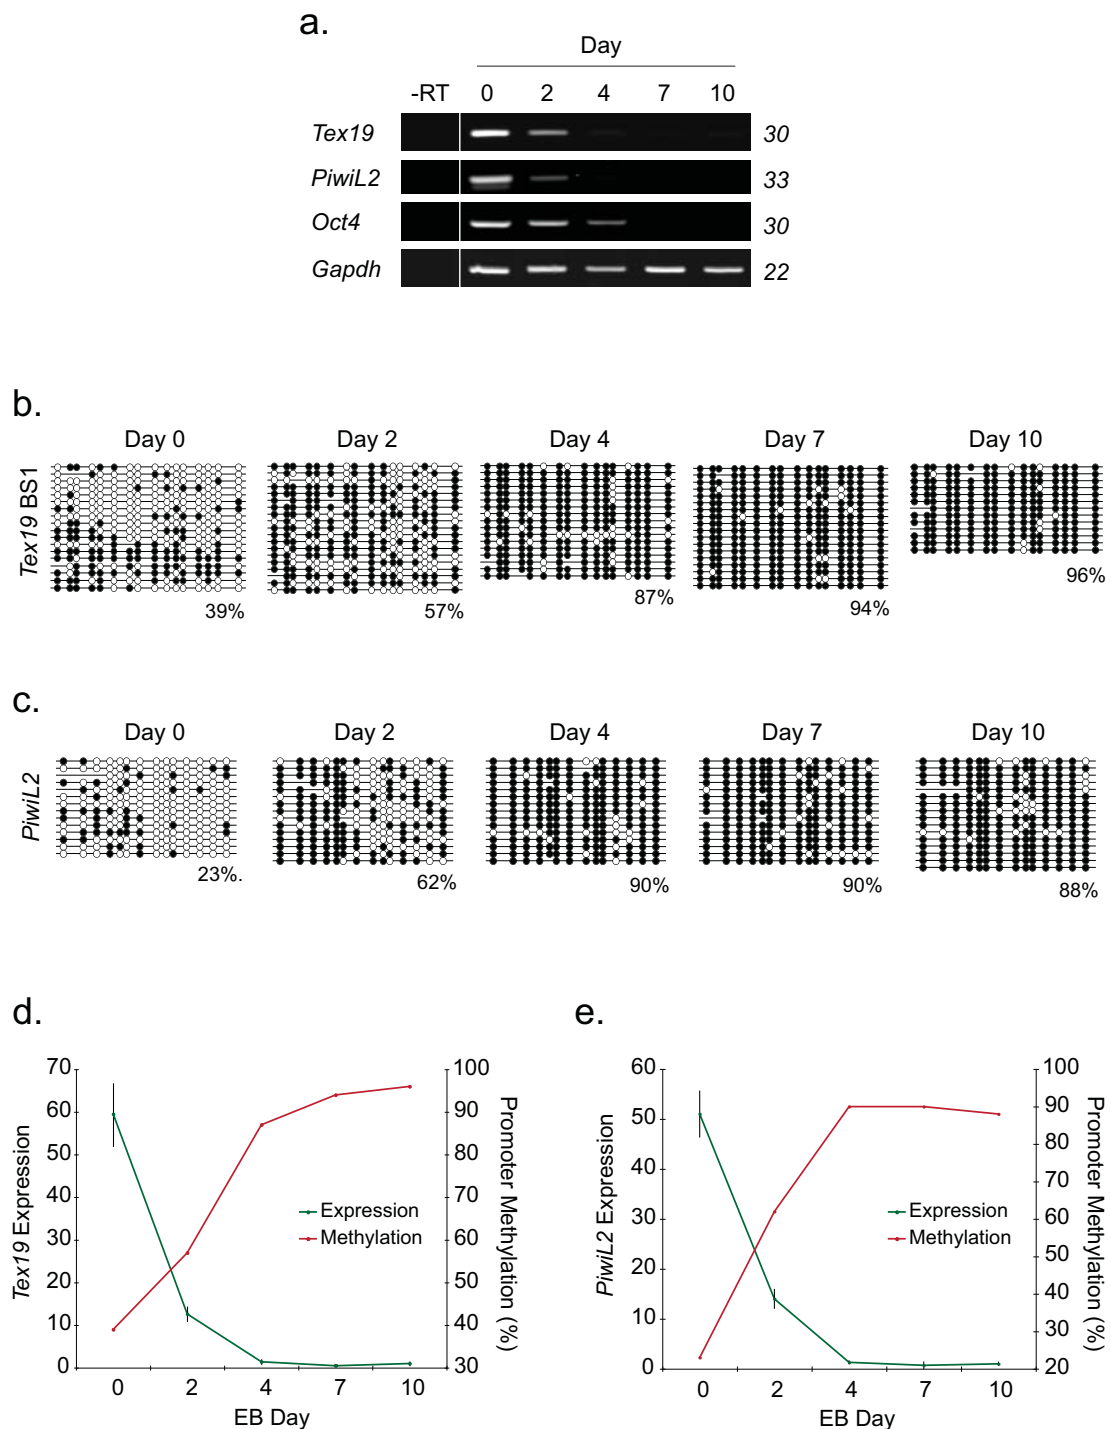 a.
Day
-RT 0 2 4 7 10
Tex19 30
PiwiL2 33
Oct4 30
Gapdh 22
b.
Tex19 BS1
Day 0 Day 2 Day 4 Day 7 Day 10
39% 57% 87% 94% 96%
c.
PiwiL2
Day 0 Day 2 Day 4 Day 7 Day 10
23%. 62% 90% 90% 88%
d.
Tex19 Expression
70
60
50
40
30
20
10
0
Expression
Methylation
100
90
80
70
60
50
40
30
Promoter Methylation (%)
0 2 4 7 10
EB Day
e.
PiwiL2 Expression
60
50
40
30
20
10
0
Expression
Methylation
100
90
80
70
60
50
40
30
20
Promoter Methylation (%)
0 2 4 7 10
EB Day